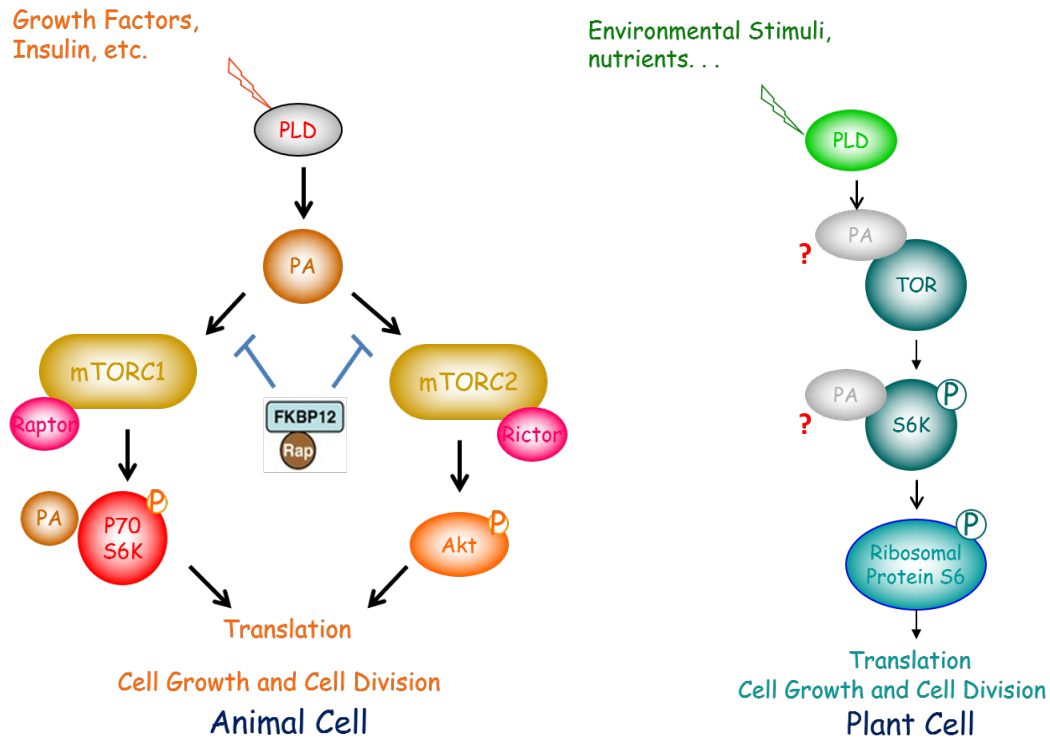 Growth Factors,
Insulin, etc.
PLD
PA
mTORC1
mTORC2
Raptor
FKBP12
Rap
Rictor
PA
P
P70
S6K
P
Akt
Translation
Cell Growth and Cell Division
Animal Cell
Environmental Stimuli,
nutrients. . .
PLD
PA
?
TOR
PA
?
P
S6K
P
Ribosomal
Protein S6
Translation
Cell Growth and Cell Division
Plant Cell